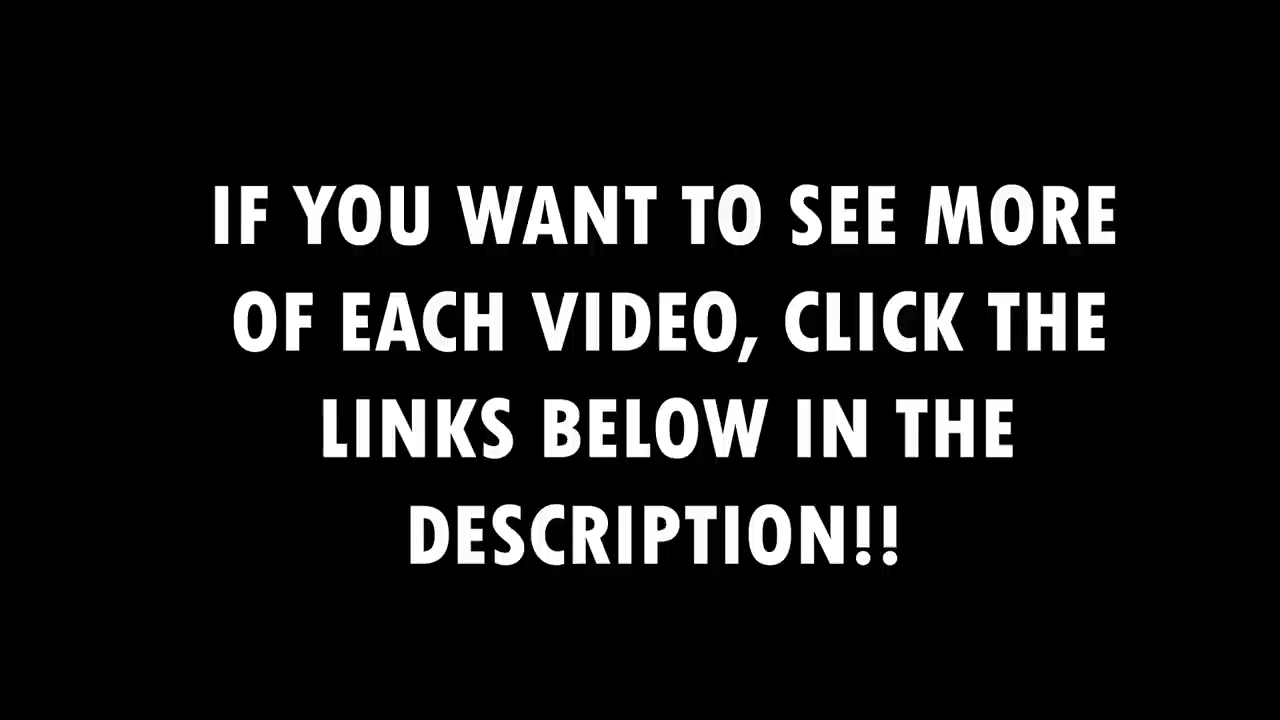 IF YOU WANT TO SEE MORE
OF EACH VIDEO, CLICK THE
LINKS BELOW IN THE
DESCRIPTION!!